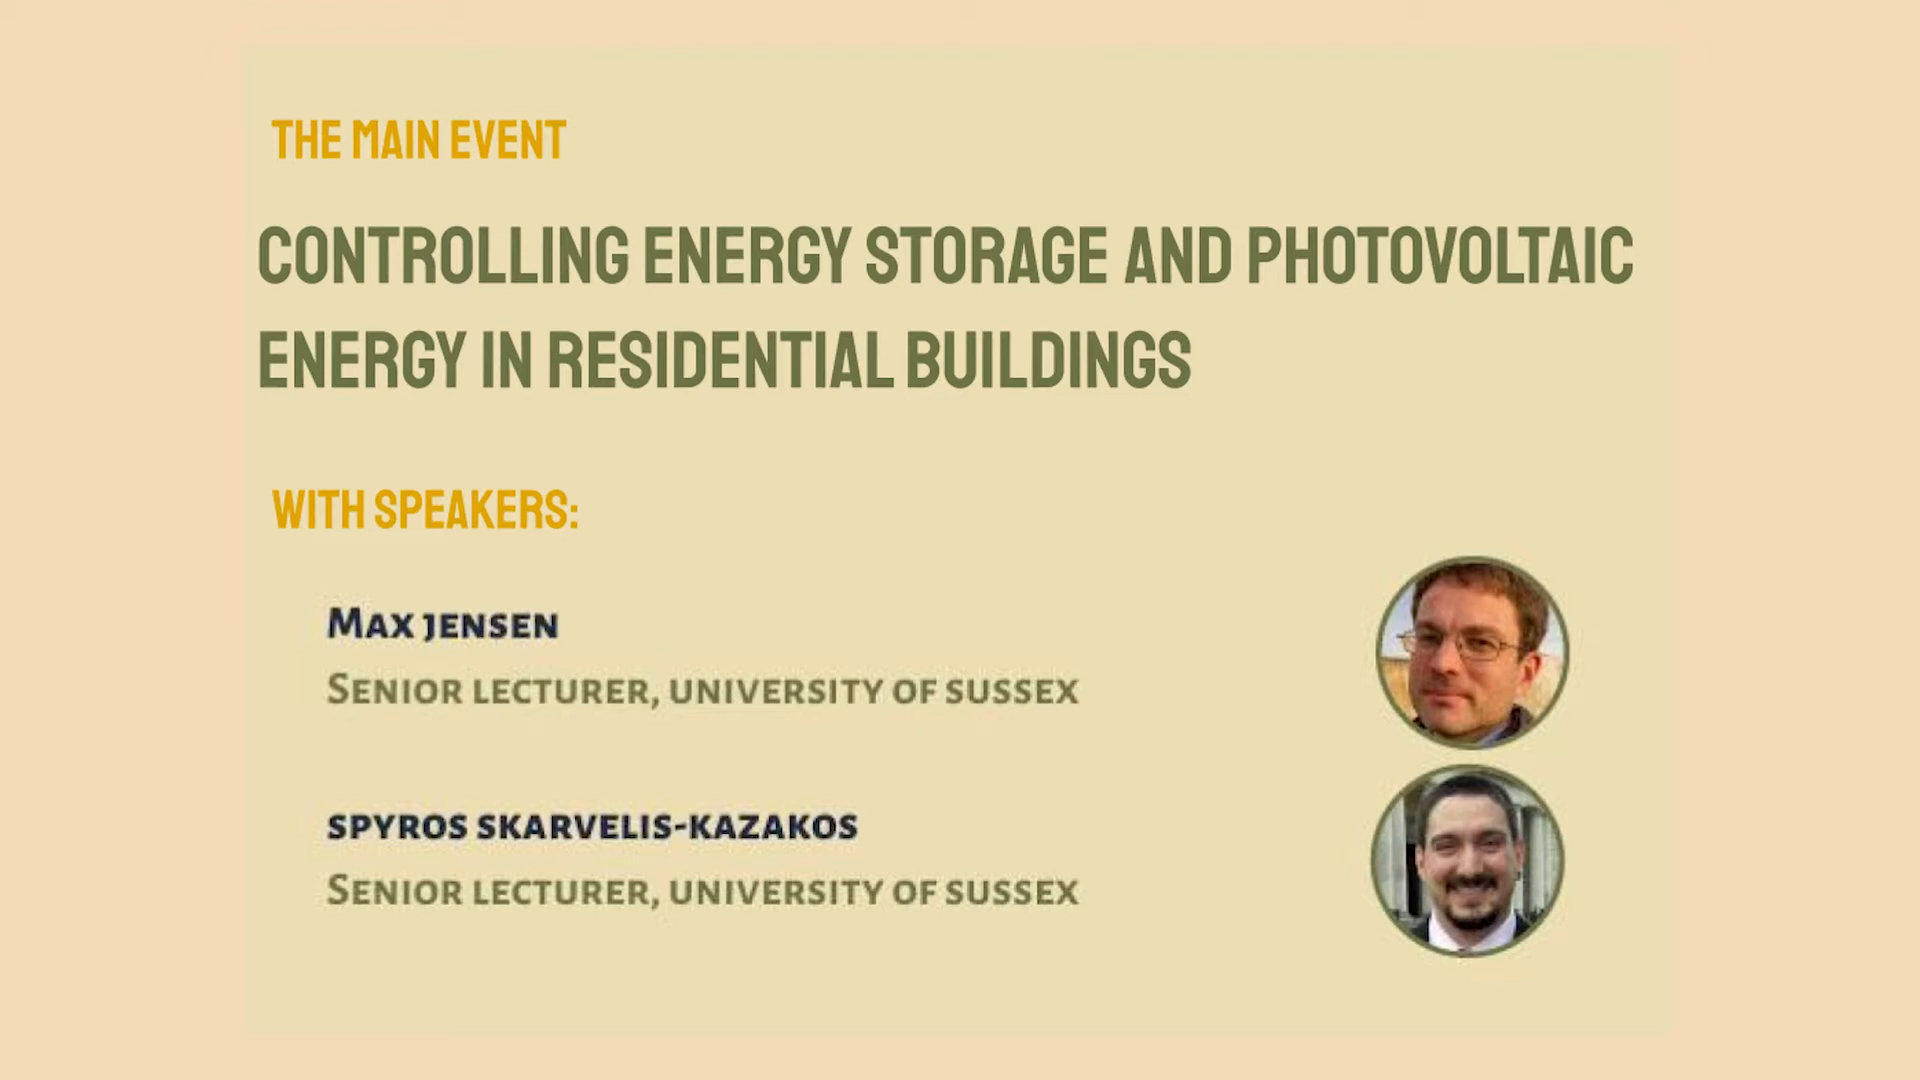 THE MAIN EVENT
CONTROLLING ENERGY STORAGE AND PHOTOVOLTAIC
ENERGY IN RESIDENTIAL BUILDINGS
WITH SPEAKERS:
Max jensen
Senior lecturer, university of sussex
spyros skarvelis-kazakos
Senior lecturer, university of sussex